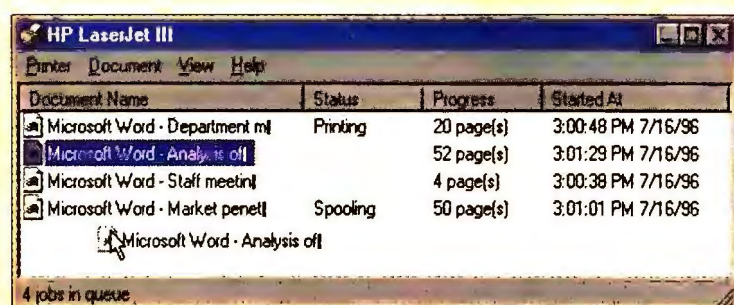 HP LaserJet III
Printer Document View Help
Document Name Status Progress Started At
Microsoft Word - Department m Printing 20 page(s) 3:00:48 PM 7/16/96
Microsoft Word - Analysis of 52 page(s) 3:01:29 PM 7/16/96
Microsoft Word - Staff meetin 4 page(s) 3:00:38 PM 7/16/96
Microsoft Word - Market penet Spooling 50 page(s) 3:01:01 PM 7/16/96
Microsoft Word - Analysis of
4 jobs in queue